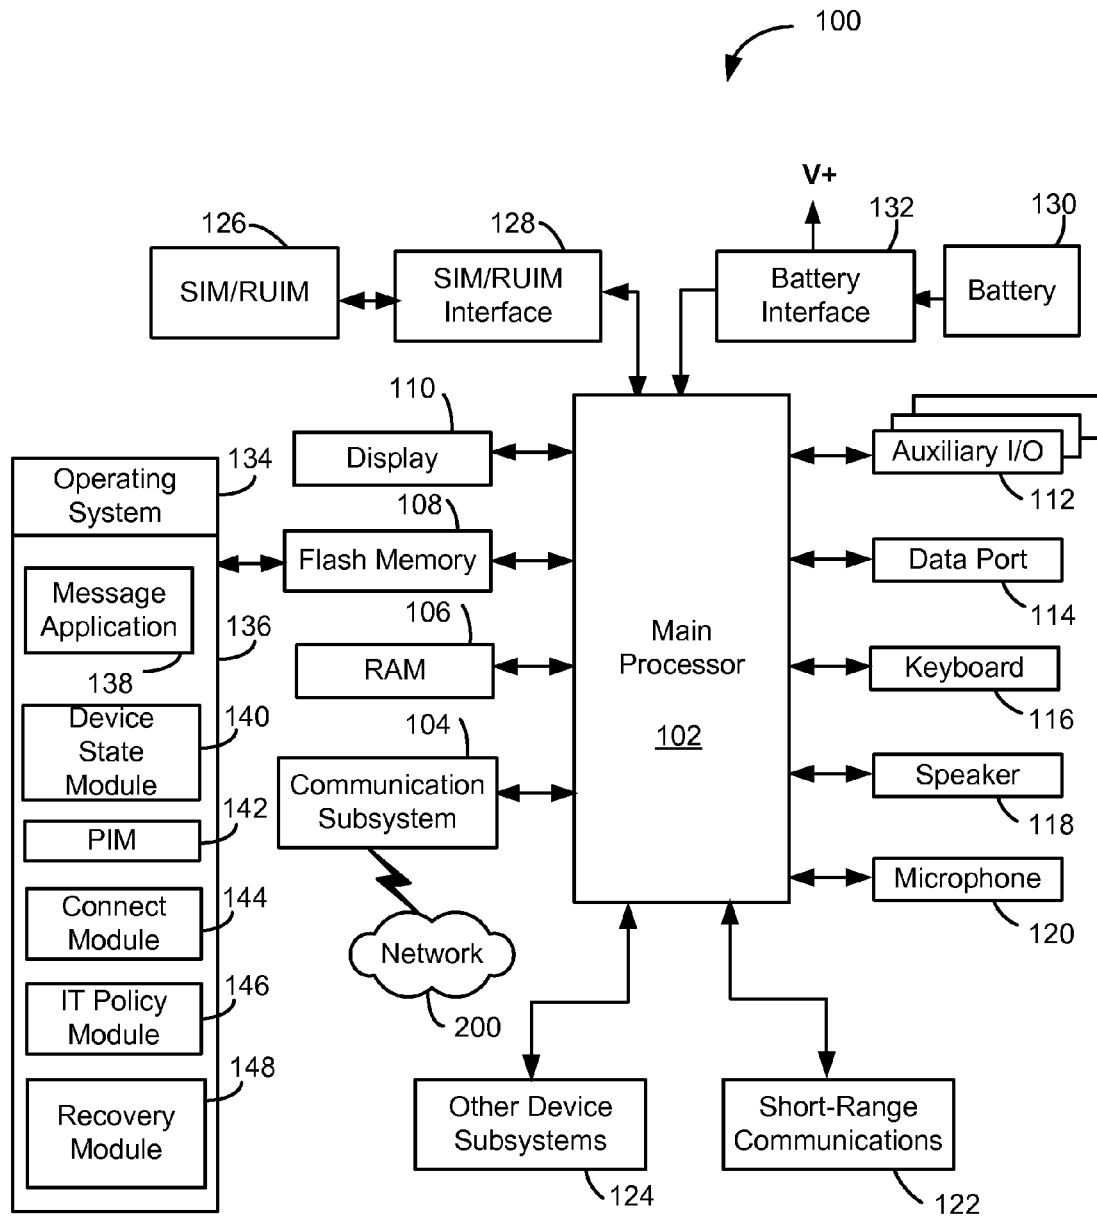 100
V+
126
128
132
130
SIM/RUIM
SIM/RUIM
Interface
Battery
Interface
Battery
110
Display
Auxiliary I/O
112
Operating
System
134
108
Flash Memory
Data Port
114
Message
Application
138
136
106
RAM
Main
Processor
102
Keyboard
116
Device
State
Module
140
104
Communication
Subsystem
Speaker
118
PIM
142
Microphone
120
Connect
Module
144
Network
200
IT Policy
Module
146
Recovery
Module
148
Other Device
Subsystems
124
Short-Range
Communications
122